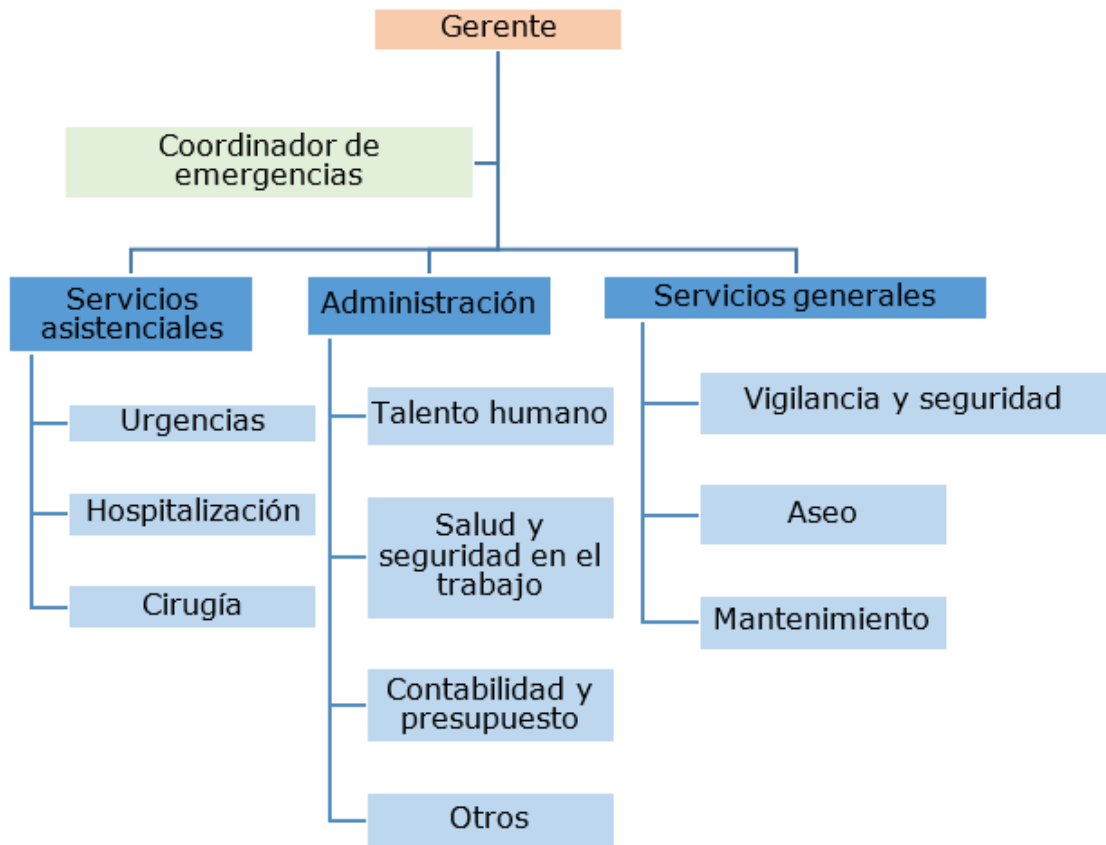 Gerente
Coordinador de
emergencias
Servicios
asistenciales
Urgencias
Hospitalización
Cirugía
Administración
Talento humano
Salud y
seguridad en el
trabajo
Contabilidad y
presupuesto
Otros
Servicios generales
Vigilancia y seguridad
Aseo
Mantenimiento